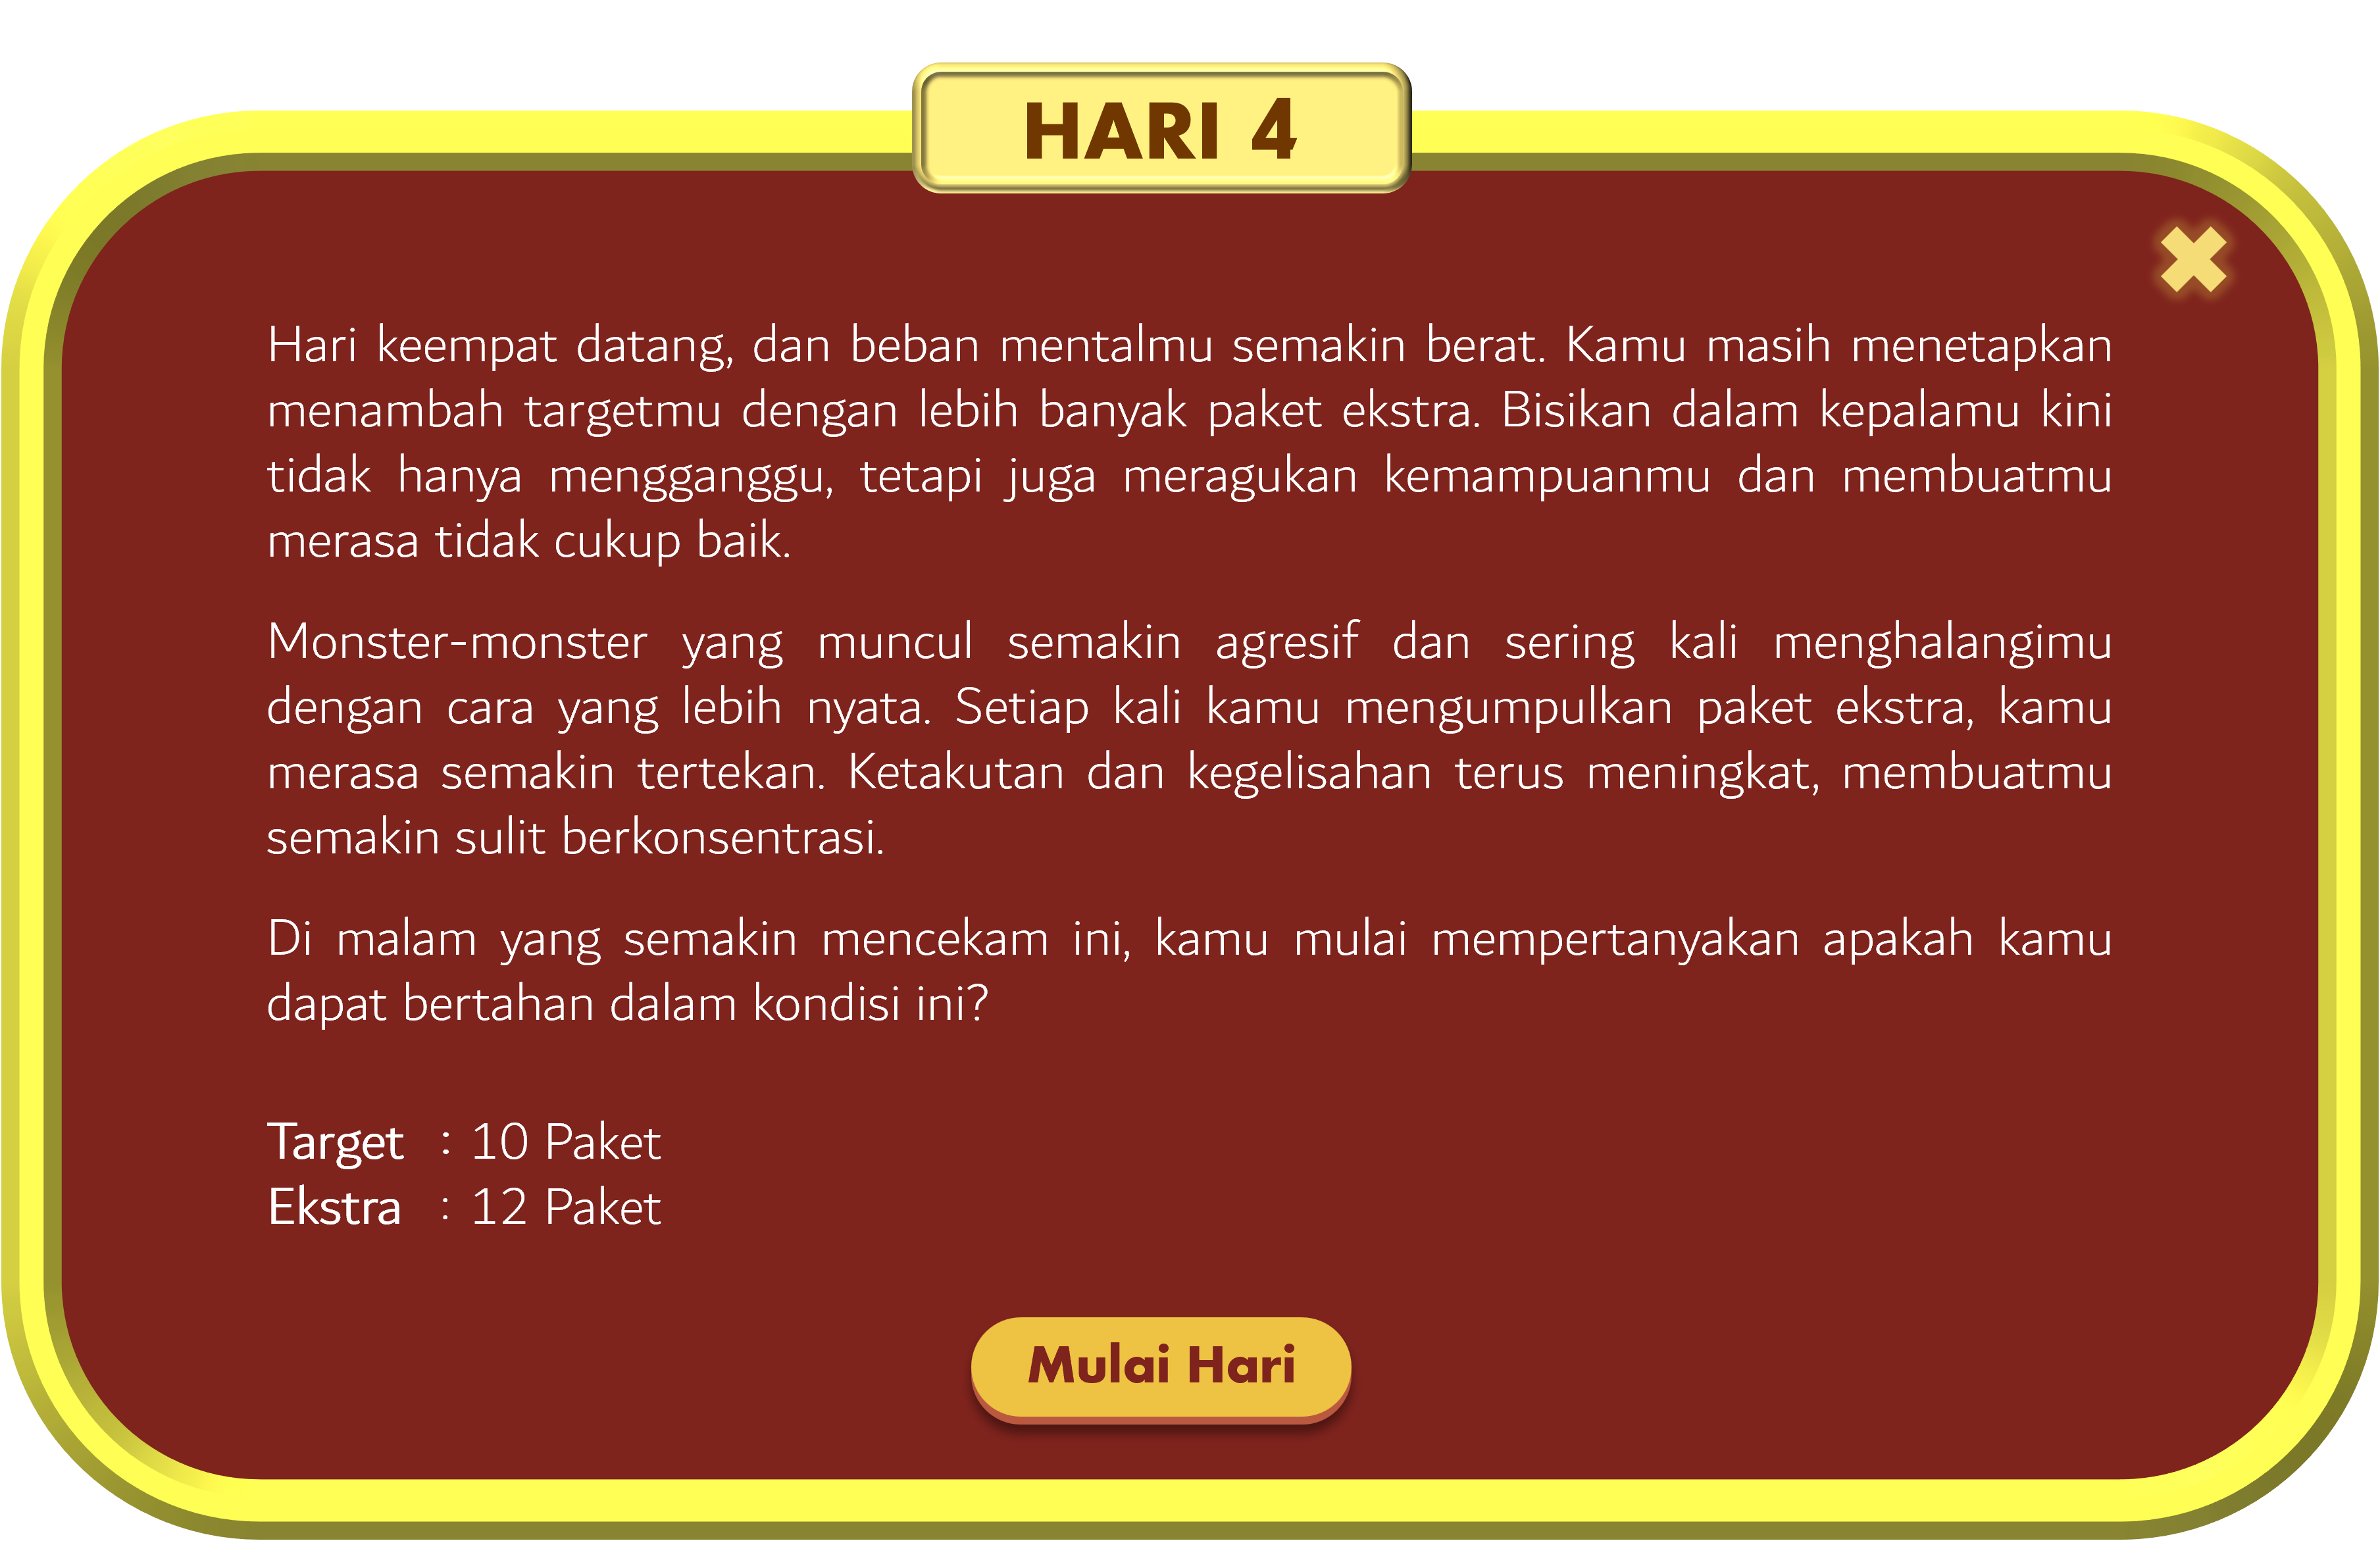 HARI 4
Hari keempat datang, dan beban mentalmu semakin berat. Kamu masih menetapkan
menambah targetmu dengan lebih banyak paket ekstra. Bisikan dalam kepalamu kini
tidak hanya mengganggu, tetapi juga meragukan kemampuanmu dan membuatmu
merasa tidak cukup baik.
Monster-monster yang muncul semakin agresif dan sering kali menghalangimu
dengan cara yang lebih nyata. Setiap kali kamu mengumpulkan paket ekstra, kamu
merasa semakin tertekan. Ketakutan dan kegelisahan terus meningkat, membuatmu
semakin sulit berkonsentrasi.
Di malam yang semakin mencekam ini, kamu mulai mempertanyakan apakah kamu
dapat bertahan dalam kondisi ini?
Target : 10 Paket
Ekstra : 12 Paket
Mulai Hari